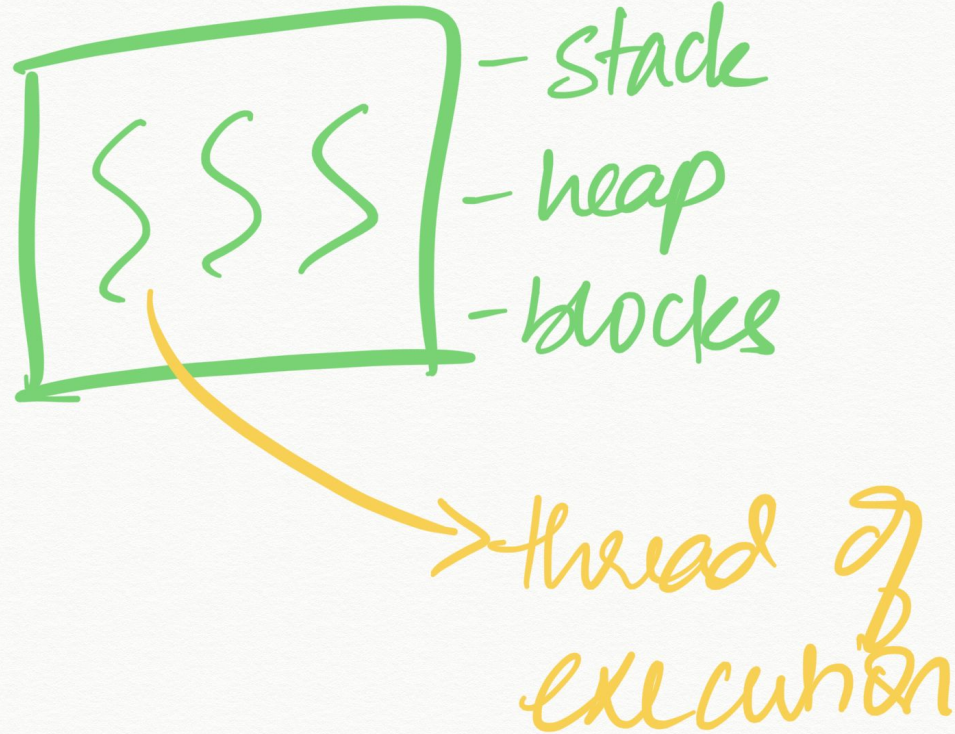 - stack
- heap
- blocks
thread of
execution